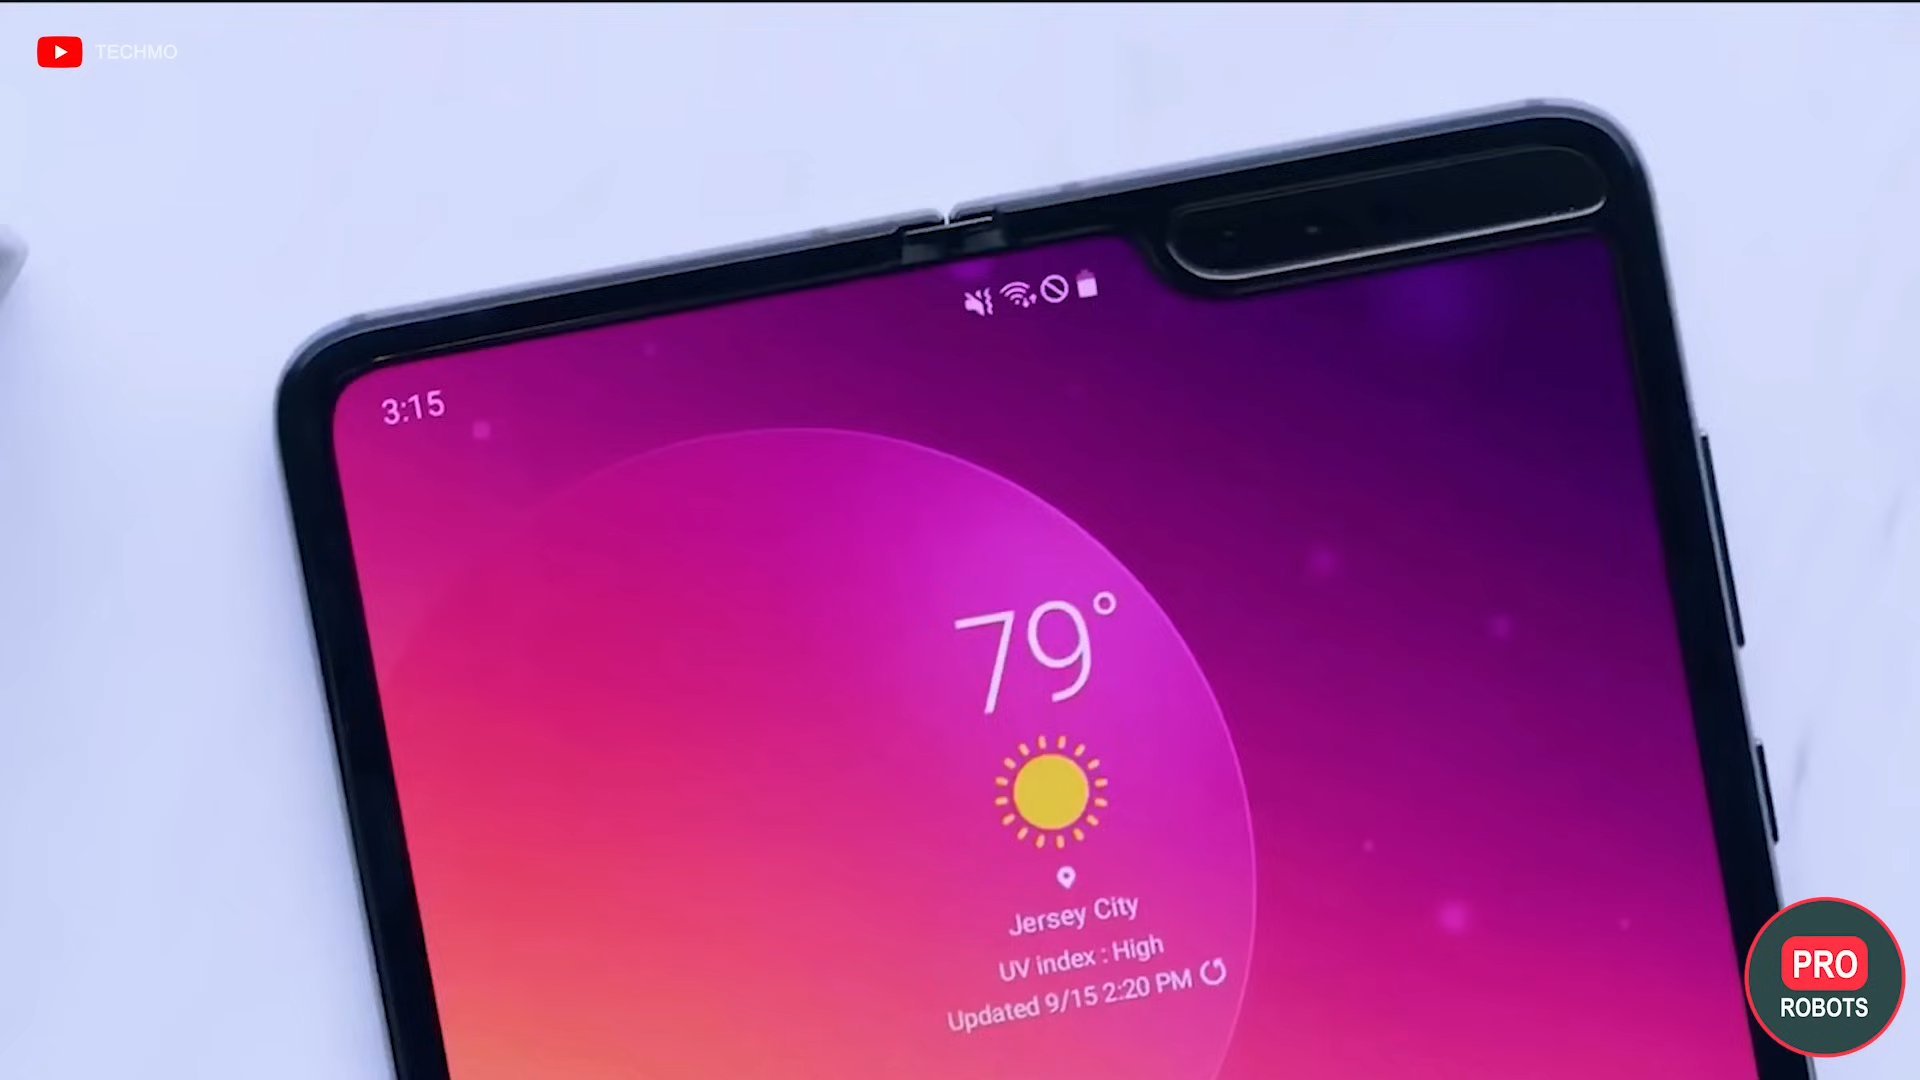 TECHMO
3:15
79°
Jersey City
UV index : High
Updated 9/15 2:20 PM
PRO
ROBOTS